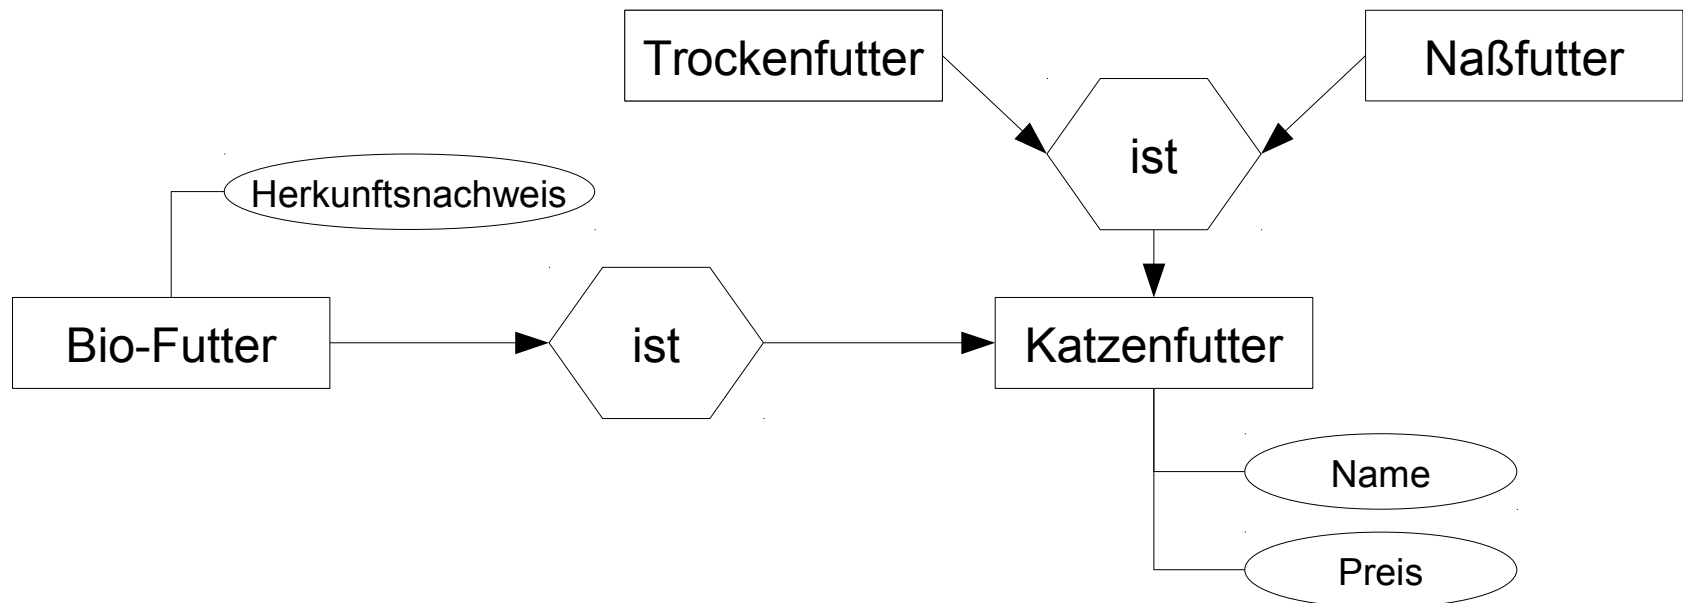 Trockenfutter
Naßfutter
ist
Herkunftsnachweis
Bio-Futter
ist
Katzenfutter
Name
Preis